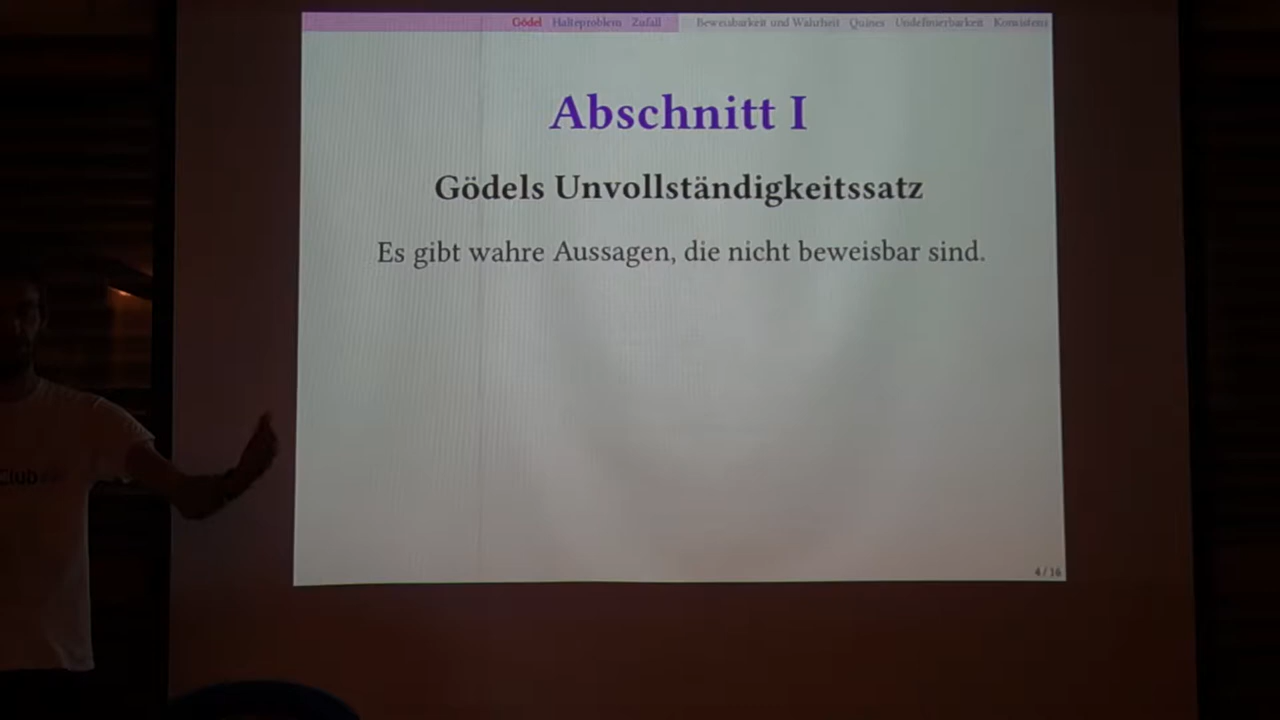 Gödel Halteproblem Zufall Beweisbarkeit und Wahrheit Quines Undefinierbarkeit Konsistenz
Abschnitt I
Gödels Unvollständigkeitssatz
Es gibt wahre Aussagen, die nicht beweisbar sind.
Club
4 / 16